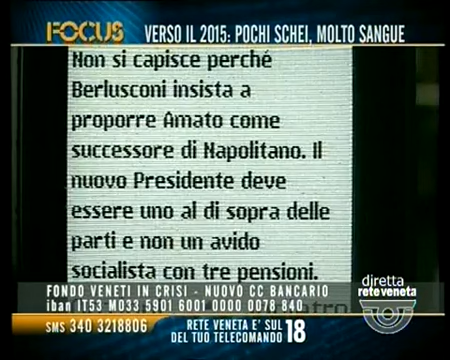 FOCUS
VERSO IL 2015: POCHI SCHEI, MOLTO SANGUE
Non si capisce perché
Berlusconi insista a
proporre Amato come
successore di Napolitano. Il
nuovo Presidente deve
essere uno al di sopra delle
parti e non un avido
socialista con tre pensioni.
FONDO VENETI IN CRISI - NUOVO CC BANCARIO
iban IT53 M033 5901 6001 0000 0078 840
diretta
reteveneta
SMS 340 3218806
RETE VENETA E' SUL
DEL TUO TELECOMANDO 18